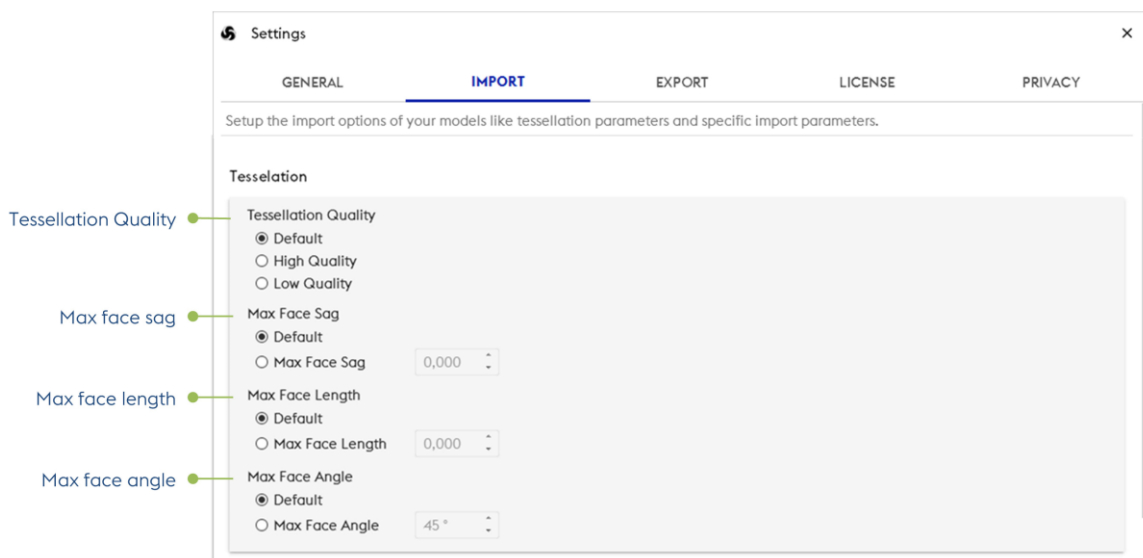 Settings
GENERAL IMPORT EXPORT LICENSE PRIVACY
Setup the import options of your models like tessellation parameters and specific import parameters.
Tesselation
Tessellation Quality
Tessellation Quality
Default
High Quality
Low Quality
Max face sag
Max Face Sag
Default
Max Face Sag 0,000
Max face length
Max Face Length
Default
Max Face Length 0,000
Max face angle
Max Face Angle
Default
Max Face Angle 45 °